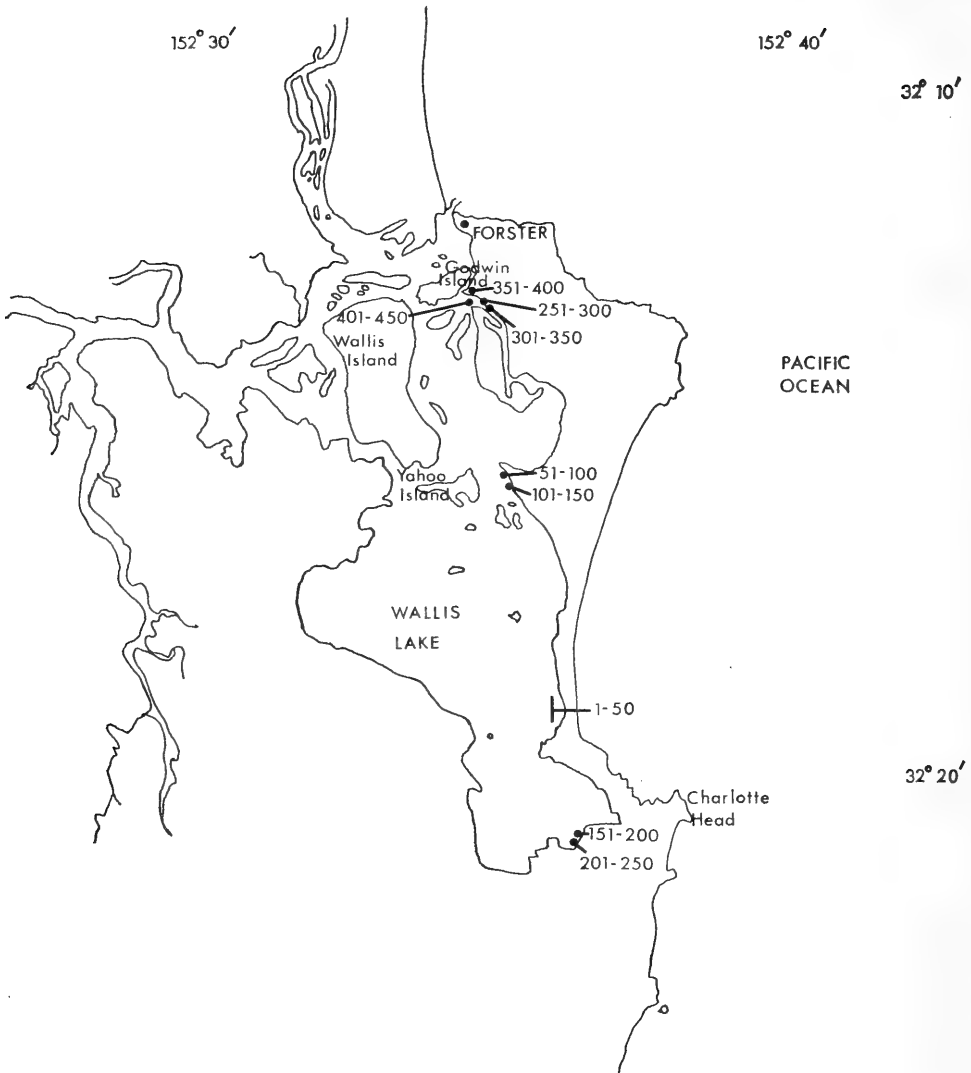 152° 30′
152° 40′
32° 10′
FORSTER
Godwin
Island
351-400
401-450
251-300
301-350
Wallis
Island
PACIFIC
OCEAN
Yahoo
Island
51-100
101-150
WALLIS
LAKE
1-50
32° 20′
Charlotte
Head
151-200
201-250